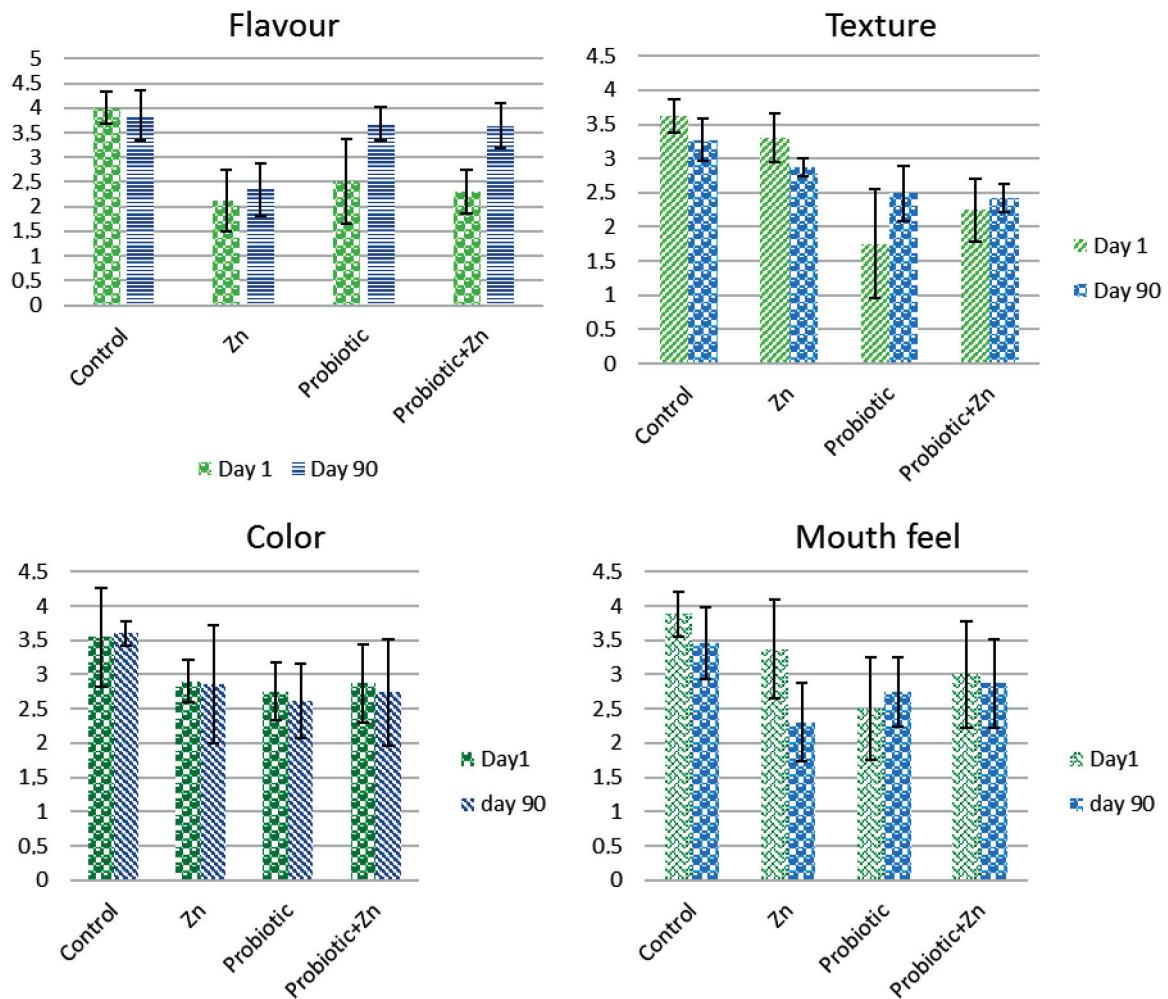 Flavour
5
4.5
4
3.5
3
2.5
2
1.5
1
0.5
0
Control
Zn
Probiotic
Probiotic+Zn
Day 1 Day 90
Texture
4.5
4
3.5
3
2.5
2
1.5
1
0.5
0
Control
Zn
Probiotic
Probiotic+Zn
Day 1
Day 90
Color
4.5
4
3.5
3
2.5
2
1.5
1
0.5
0
Control
Zn
Probiotic
Probiotic+Zn
Day1
day 90
Mouth feel
4.5
4
3.5
3
2,5
2
1.5
1
0.5
0
Control
Zn
Probiotic
Probiotic+Zn
Day1
day 90